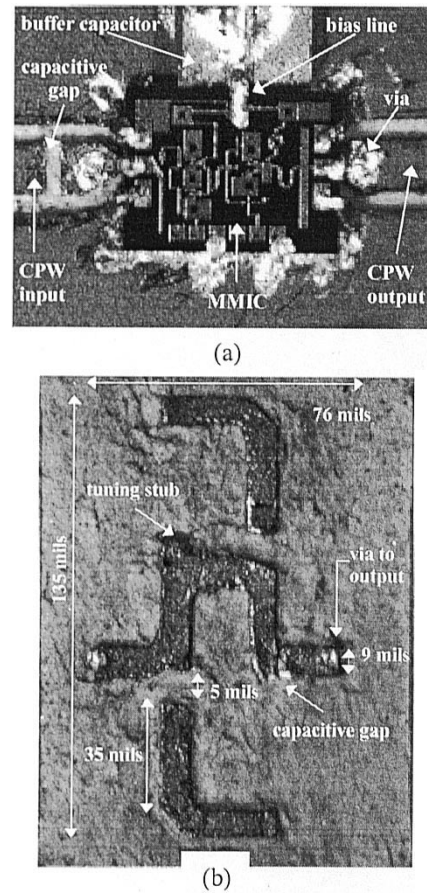 buffer capacitor
bias line
capacitive
gap
via
CPW
input
MMIC
CPW
output
(a)
76 mils
tuning stub
135 mils
via to
output
9 mils
5 mils
capacitive gap
35 mils
(b)